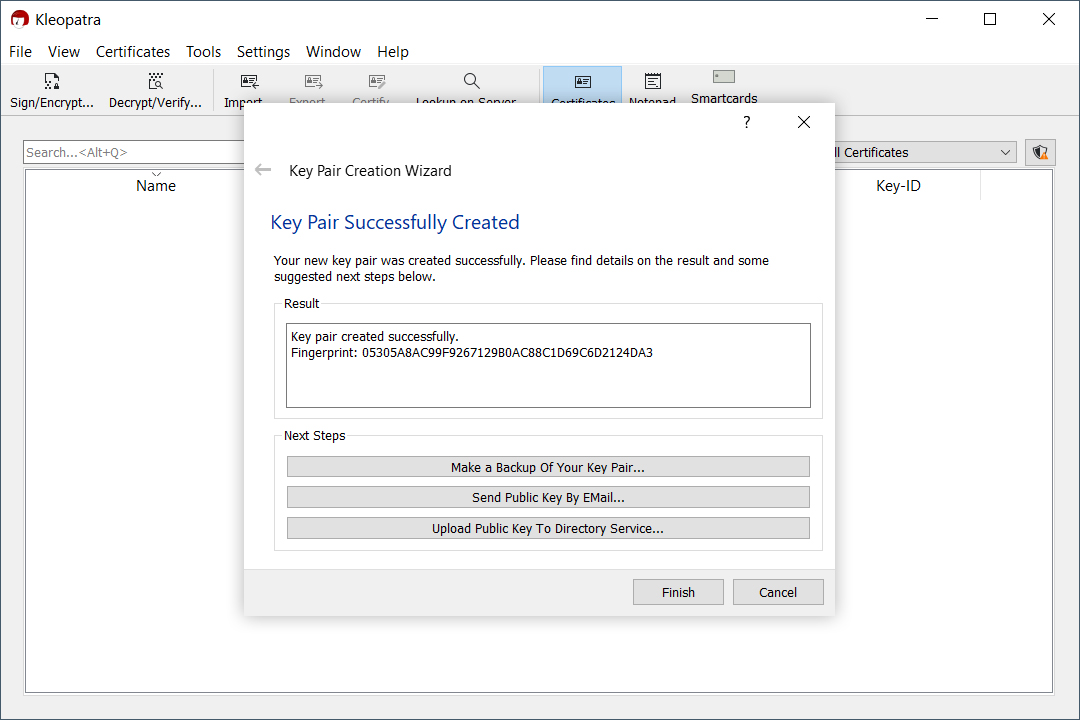 Kleopatra
File View Certificates Tools Settings Window Help
Sign/Encrypt... Decrypt/Verify... Import... Export... Certify... Lookup on Server... Certificates Notepad Smartcards
?
Search...<Alt+Q>
Key Pair Creation Wizard
ll Certificates
Name
Key-ID
Key Pair Successfully Created
Your new key pair was created successfully. Please find details on the result and some
suggested next steps below.
Result
Key pair created successfully.
Fingerprint: 05305A8AC99F9267129B0AC88C1D69C6D2124DA3
Next Steps
Make a Backup Of Your Key Pair...
Send Public Key By EMail...
Upload Public Key To Directory Service...
Finish Cancel